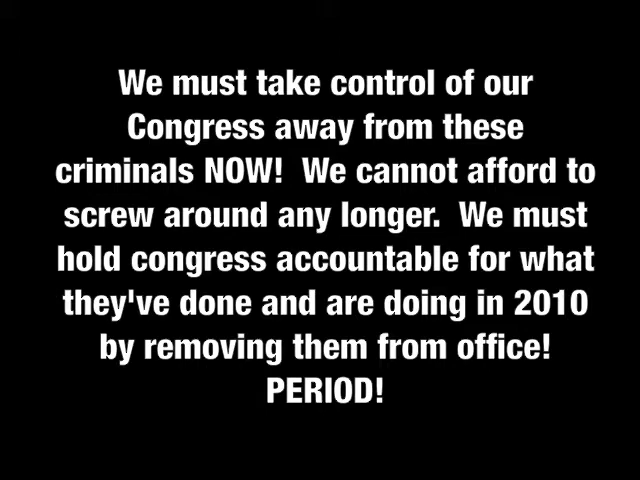 We must take control of our
Congress away from these
criminals NOW!  We cannot afford to
screw around any longer.  We must
hold congress accountable for what
they've done and are doing in 2010
by removing them from office!
PERIOD!